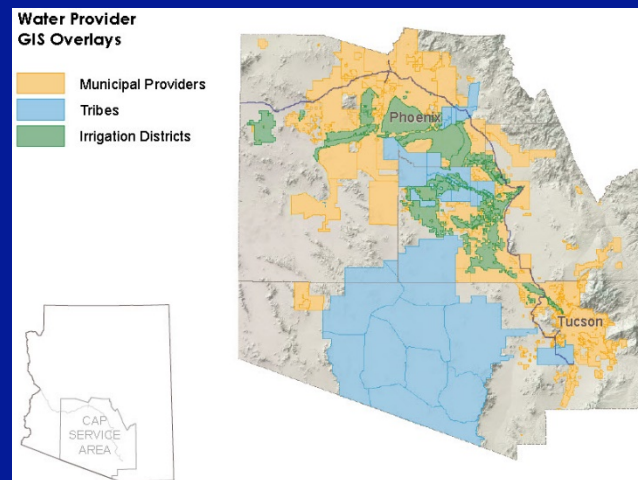 Water Provider
GIS Overlays
Municipal Providers
Tribes
Irrigation Districts
Phoenix
Tucson
CAP
SERVICE
AREA